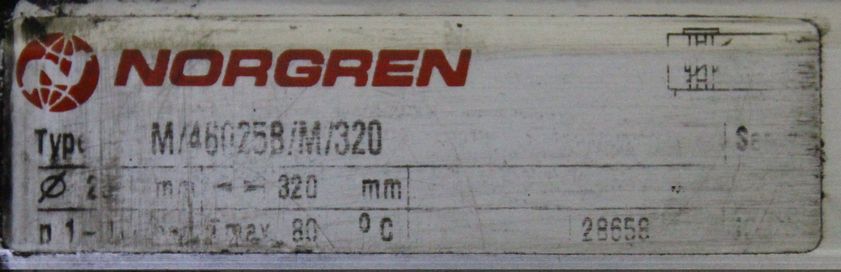 NORGREN
Type M/46025B/M/320
Ø mm 320 mm
max 80 °C 28658